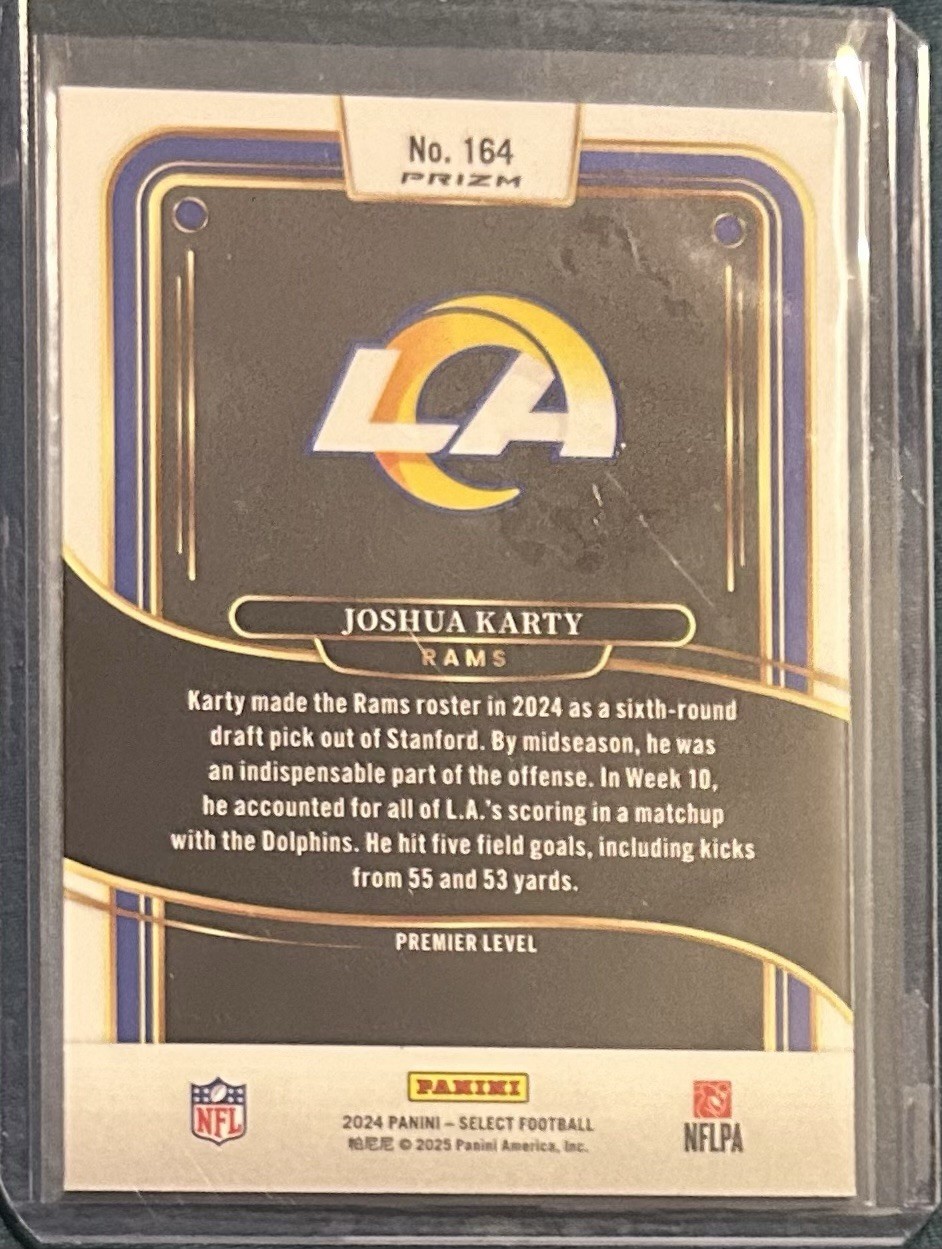 No. 164
PRIZM
LA
JOSHUA KARTY
RAMS
Karty made the Rams roster in 2024 as a sixth-round
draft pick out of Stanford. By midseason, he was
an indispensable part of the offense. In Week 10,
he accounted for all of L.A.'s scoring in a matchup
with the Dolphins. He hit five field goals, including kicks
from 55 and 53 yards.
PREMIER LEVEL
NFL
PANINI
2024 PANINI – SELECT FOOTBALL
帕尼尼 © 2025 Panini America, Inc.
NFLPA